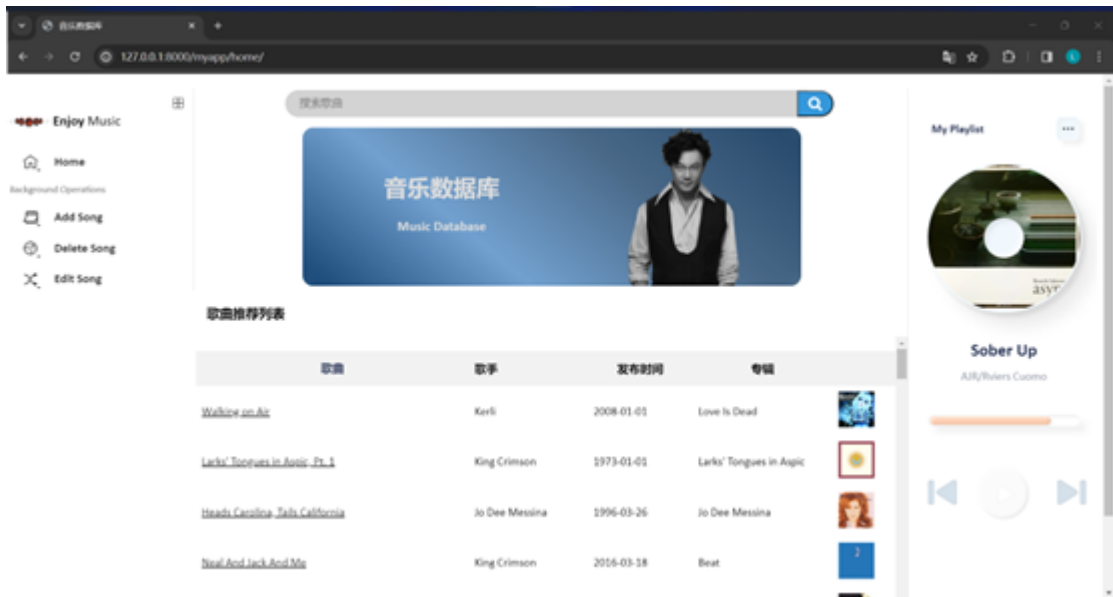 音乐数据库
127.0.0.1:8000/myapp/home/
Enjoy Music
Home
Background Operations
Add Song
Delete Song
Edit Song
搜索歌曲
音乐数据库
Music Database
歌曲推荐列表
歌曲 歌手 发布时间 专辑
Walking on Air Kerli 2008-01-01 Love Is Dead
Larks' Tongues in Aspic, Pt. 1 King Crimson 1973-01-01 Larks' Tongues in Aspic
Heads Carolina, Tails California Jo Dee Messina 1996-03-26 Jo Dee Messina
Neal And Jack And Me King Crimson 2016-03-18 Beat
My Playlist
Sober Up
AJR/Rviers Cuomo